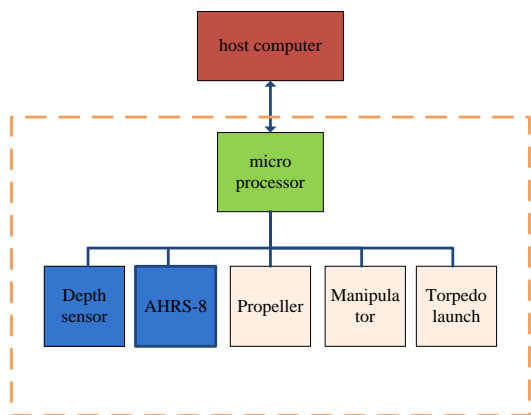 host computer
micro
processor
Depth
sensor
AHRS-8
Propeller
Manipula
tor
Torpedo
launch